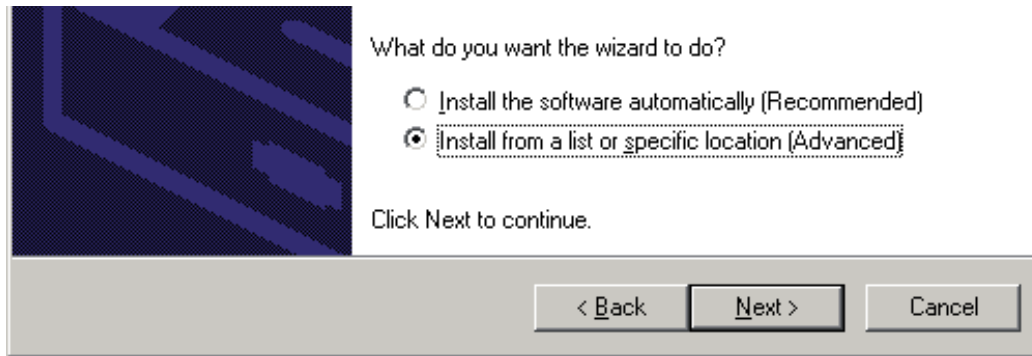 What do you want the wizard to do?
Install the software automatically (Recommended)
Install from a list or specific location (Advanced)
Click Next to continue.
< Back Next > Cancel